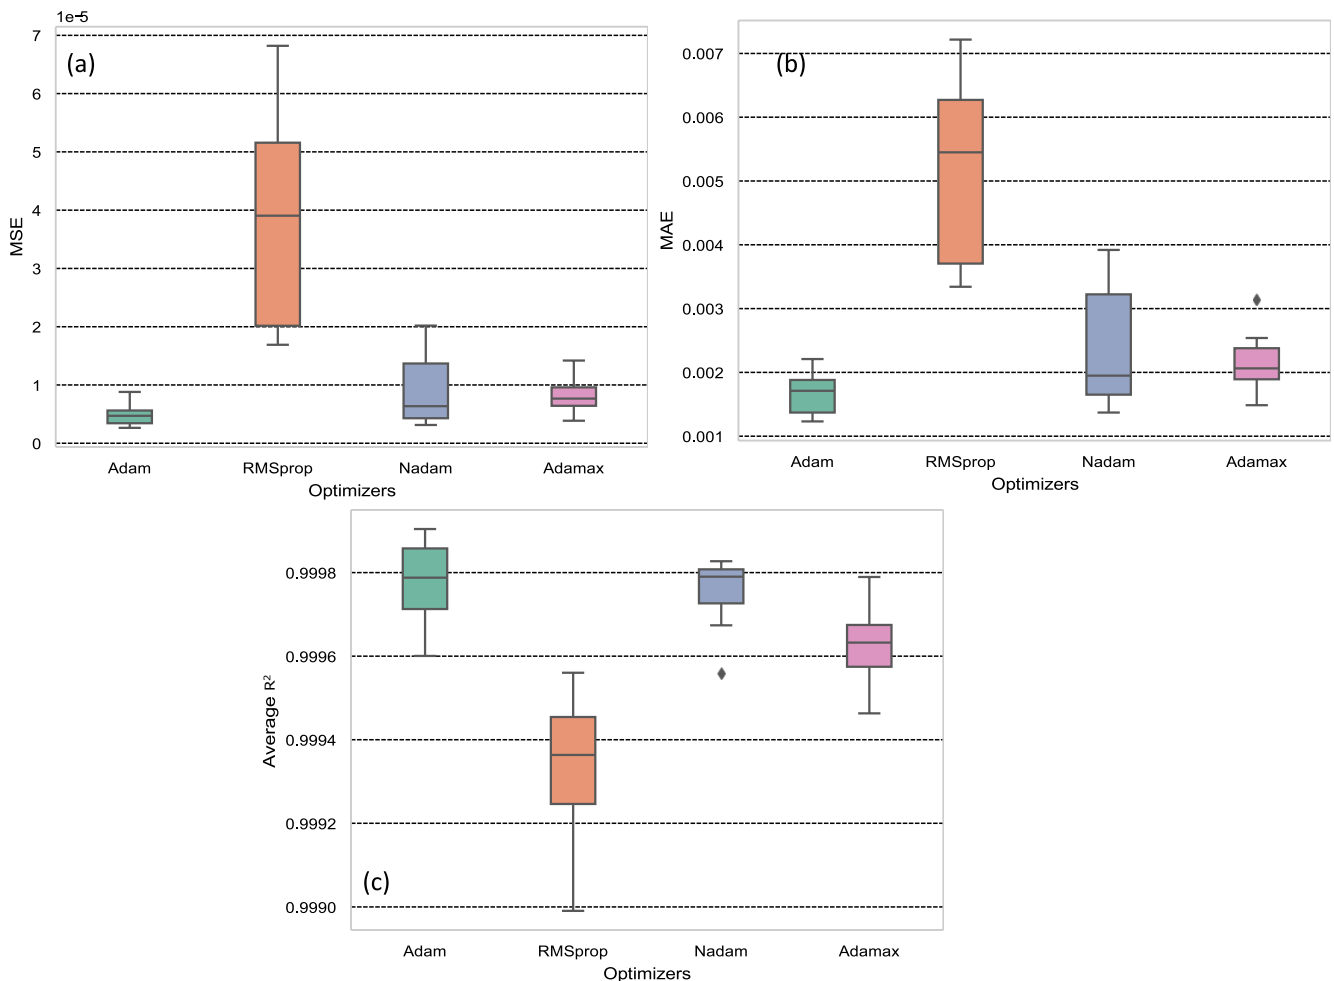 1e−5
(a)
7
6
5
4
3
2
1
0
MSE
Adam RMSprop Nadam Adamax
Optimizers
(b)
0.007
0.006
0.005
0.004
0.003
0.002
0.001
MAE
Adam RMSprop Nadam Adamax
Optimizers
0.9998
0.9996
0.9994
0.9992
0.9990
Average R²
(c)
Adam RMSprop Nadam Adamax
Optimizers